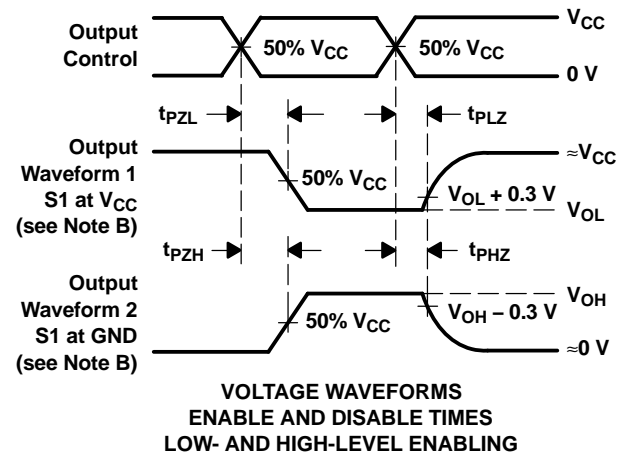 Output
Control
50% VCC
50% VCC
VCC
0 V
tPZL
tPLZ
Output
Waveform 1
S1 at VCC
(see Note B)
50% VCC
≈VCC
VOL + 0.3 V
VOL
tPZH
tPHZ
Output
Waveform 2
S1 at GND
(see Note B)
50% VCC
VOH
VOH − 0.3 V
≈0 V
VOLTAGE WAVEFORMS
ENABLE AND DISABLE TIMES
LOW- AND HIGH-LEVEL ENABLING